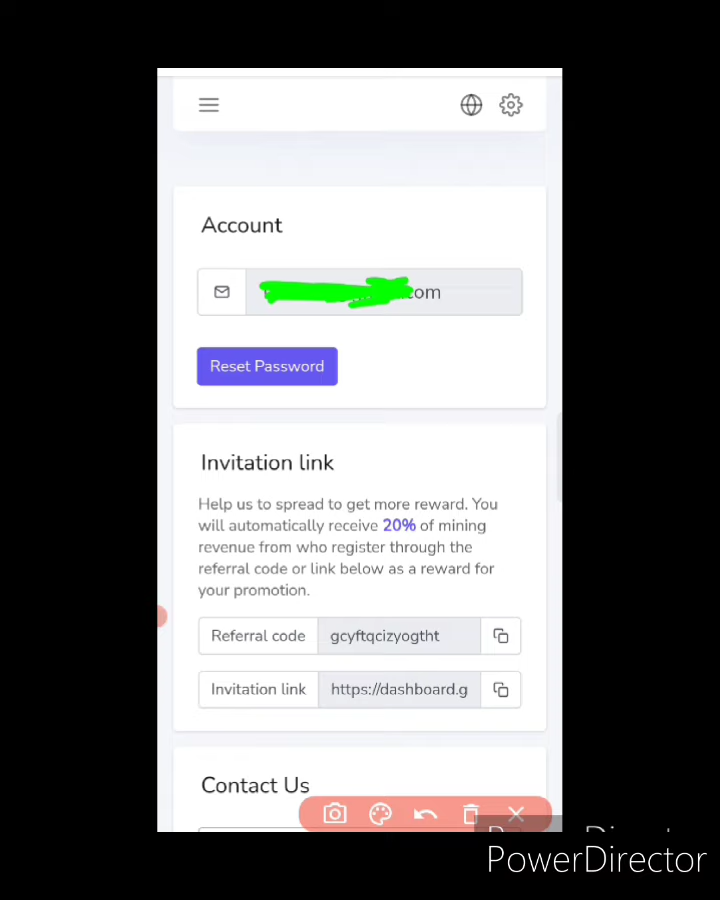 Account
com
Reset Password
Invitation link
Help us to spread to get more reward. You
will automatically receive 20% of mining
revenue from who register through the
referral code or link below as a reward for
your promotion.
Referral code gcyftqcizyogtht
Invitation link https://dashboard.g
Contact Us
PowerDirector